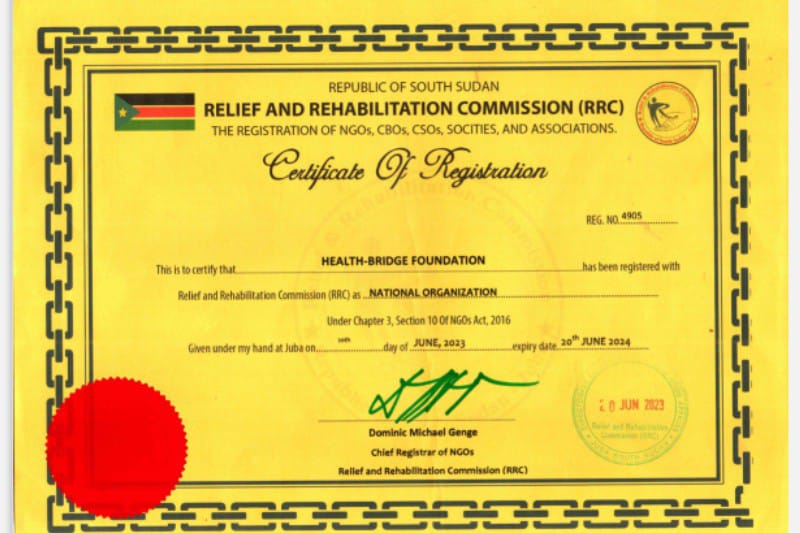 REPUBLIC OF SOUTH SUDAN
RELIEF AND REHABILITATION COMMISSION (RRC)
THE REGISTRATION OF NGOs, CBOs, CSOs, SOCITIES, AND ASSOCIATIONS.
Certificate Of Registration
REG. NO. 4905
This is to certify that HEALTH-BRIDGE FOUNDATION has been registered with
Relief and Rehabilitation Commission (RRC) as NATIONAL ORGANIZATION
Under Chapter 3, Section 10 Of NGOs Act, 2016
Given under my hand at Juba on day of JUNE, 2023 expiry date 20th JUNE 2024
20 JUN 2023
Relief and Rehabilitation
Commission (RRC)
Dominic Michael Genge
Chief Registrar of NGOs
Relief and Rehabilitation Commission (RRC)